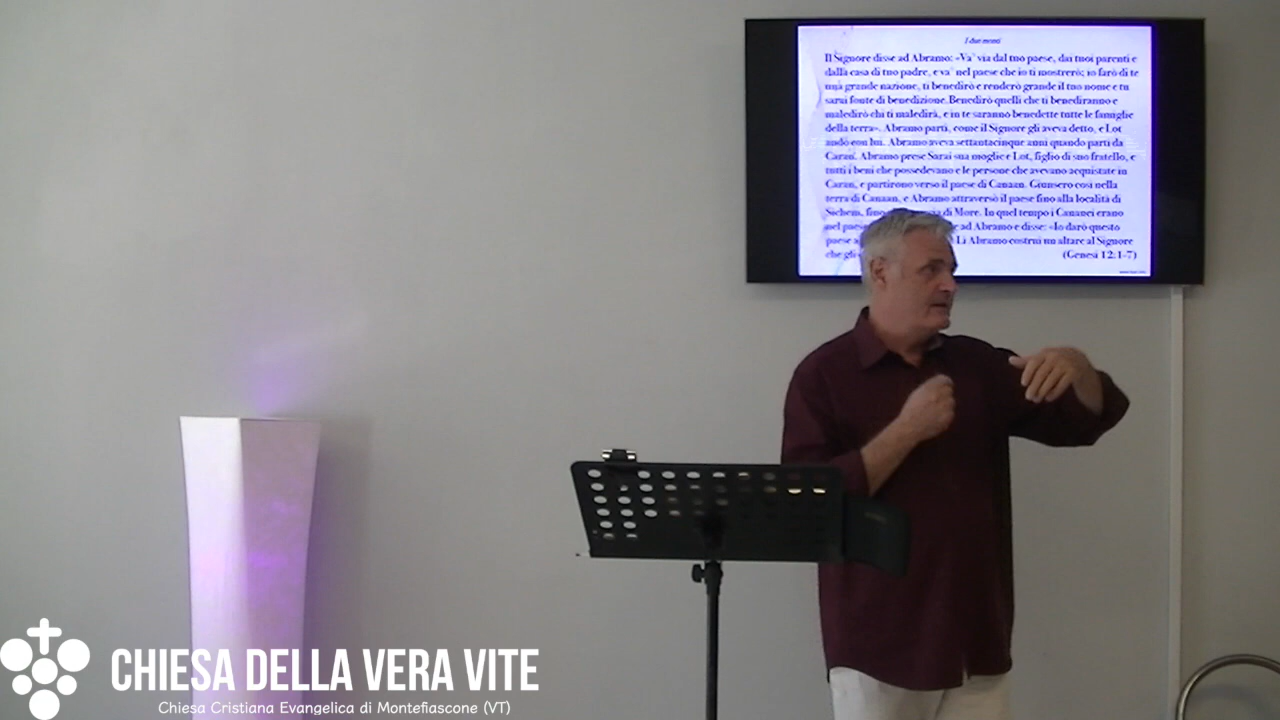 I due monti
Il Signore disse ad Abramo: «Va' via dal tuo paese, dai tuoi parenti e
dalla casa di tuo padre, e va' nel paese che io ti mostrerò; io farò di te
una grande nazione, ti benedirò e renderò grande il tuo nome e tu
sarai fonte di benedizione. Benedirò quelli che ti benediranno e
maledirò chi ti maledirà, e in te saranno benedette tutte le famiglie
della terra». Abramo partì, come il Signore gli aveva detto, e Lot
andò con lui. Abramo aveva settantacinque anni quando partì da
Caran. Abramo prese Sarai sua moglie e Lot, figlio di suo fratello, e
tutti i beni che possedevano e le persone che avevano acquistate in
Caran, e partirono verso il paese di Canaan. Giunsero così nella
terra di Canaan, e Abramo attraversò il paese fino alla località di
Sichem, fino di More. In quel tempo i Cananei erano
nel paese ad Abramo e disse: «Io darò questo
paese Lì Abramo costruì un altare al Signore
che gli (Genesi 12:1-7)
CHIESA DELLA VERA VITE
Chiesa Cristiana Evangelica di Montefiascone (VT)